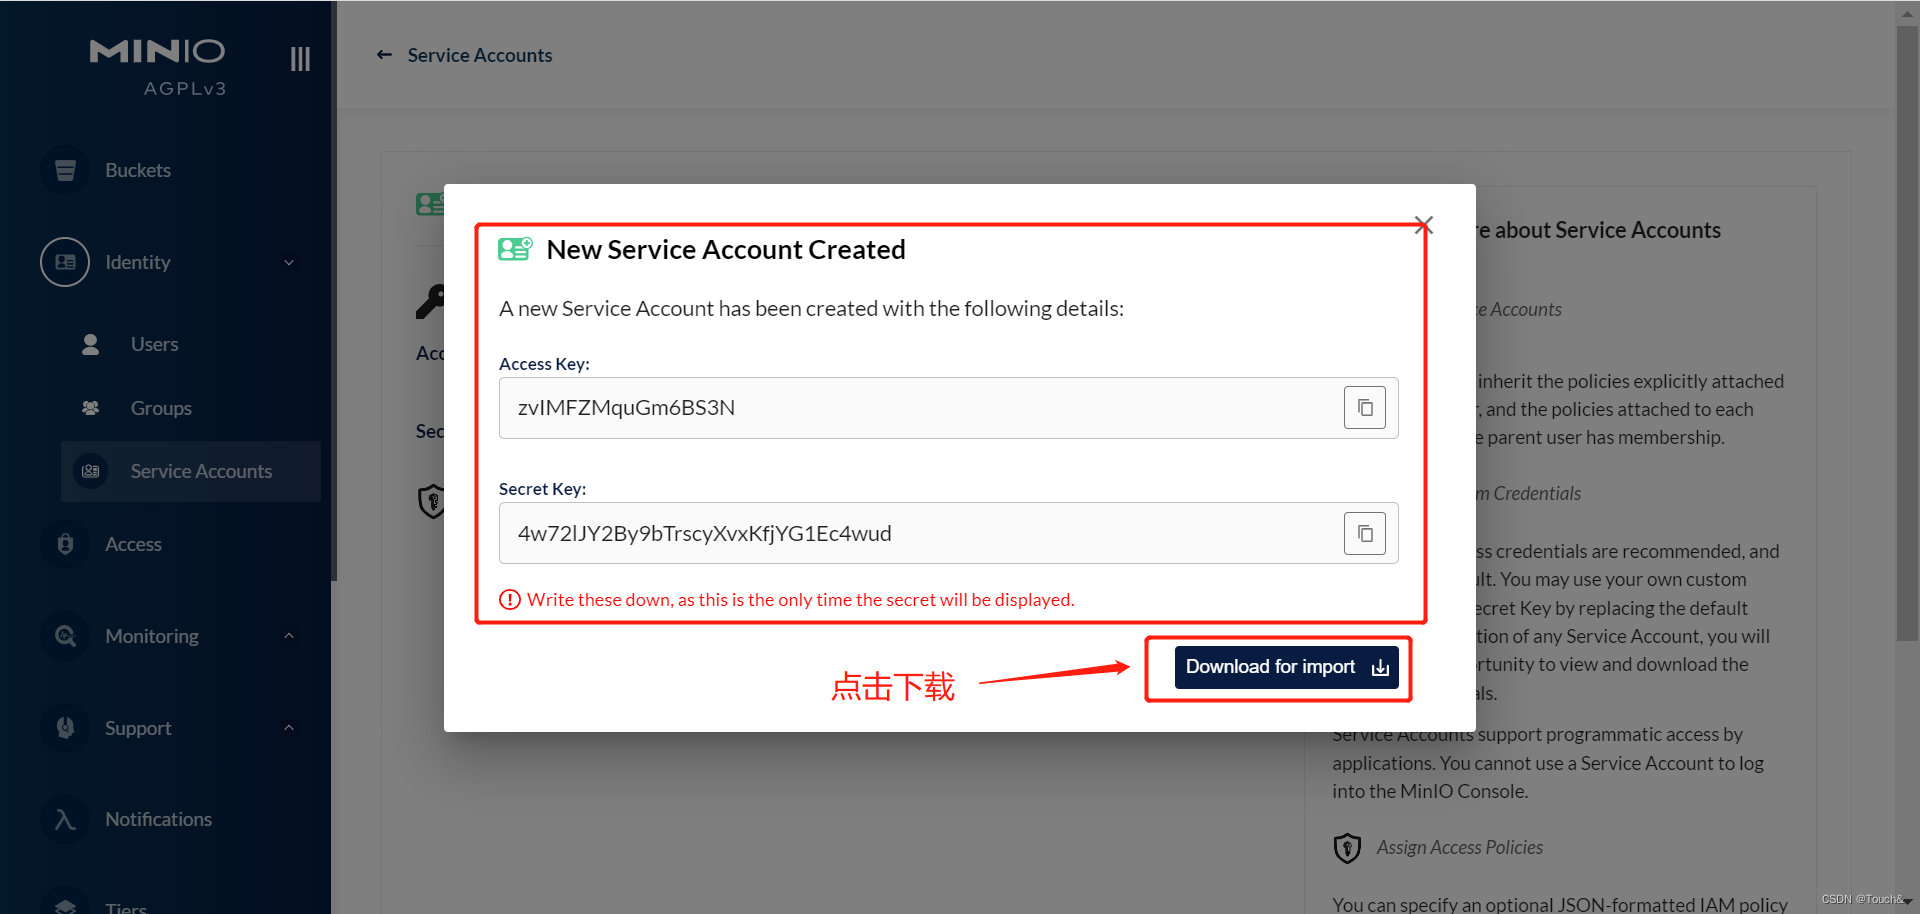 MINIO
AGPLv3
Buckets
Identity
Users
Groups
Service Accounts
Access
Monitoring
Support
Notifications
Tiers
← Service Accounts
Acc
Sec
New Service Account Created
A new Service Account has been created with the following details:
Access Key:
zvIMFZMquGm6BS3N
Secret Key:
4w72lJY2By9bTrscyXvxKfjYG1Ec4wud
Write these down, as this is the only time the secret will be displayed.
点击下载
Download for import
re about Service Accounts
ce Accounts
inherit the policies explicitly attached
r, and the policies attached to each
e parent user has membership.
m Credentials
ss credentials are recommended, and
ult. You may use your own custom
ecret Key by replacing the default
tion of any Service Account, you will
rtunity to view and download the
als.
Service Accounts support programmatic access by
applications. You cannot use a Service Account to log
into the MinIO Console.
Assign Access Policies
You can specify an optional JSON-formatted IAM policy
CSDN @Touch&